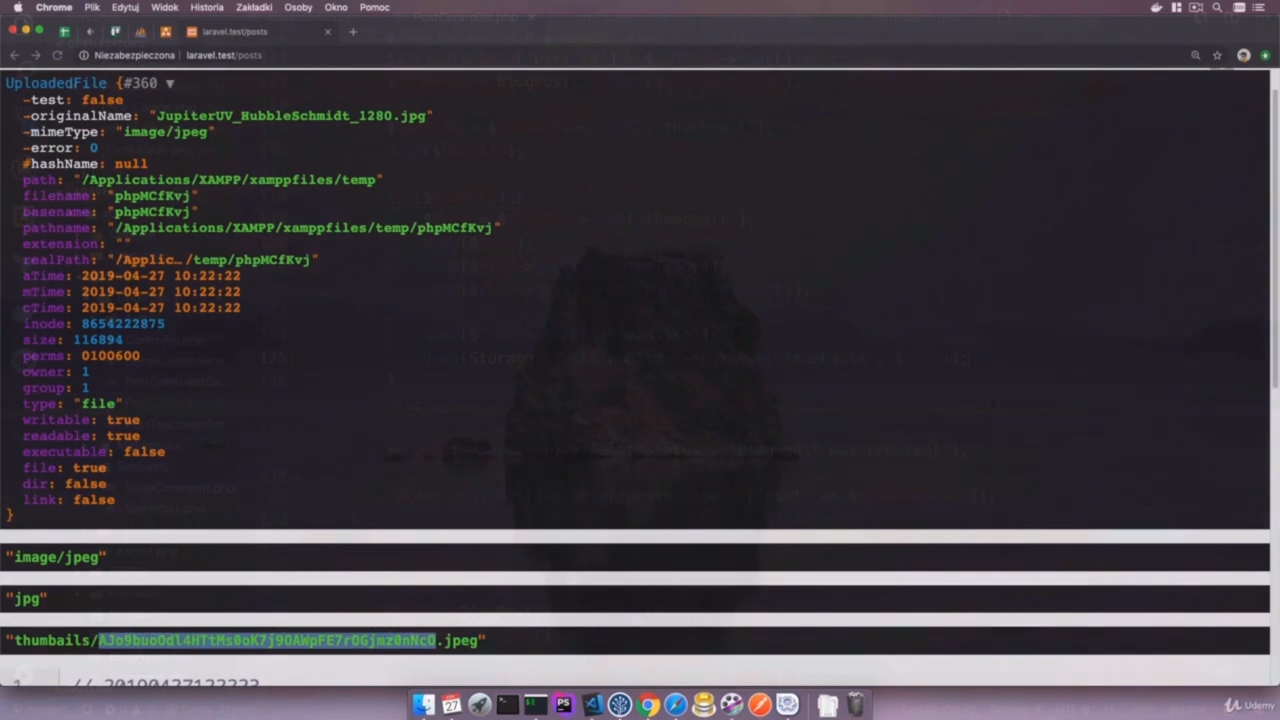 Chrome Plik Edytuj Widok Historia Zakładki Osoby Okno Pomoc
laravel.test/posts
Niezabezpieczona laravel.test/posts
UploadedFile {#360 ▼
-test: false
-originalName: "JupiterUV_HubbleSchmidt_1280.jpg"
-mimeType: "image/jpeg"
-error: 0
#hashName: null
path: "/Applications/XAMPP/xamppfiles/temp"
filename: "phpMCfKvj"
basename: "phpMCfKvj"
pathname: "/Applications/XAMPP/xamppfiles/temp/phpMCfKvj"
extension: ""
realPath: "/Applic…/temp/phpMCfKvj"
aTime: 2019-04-27 10:22:22
mTime: 2019-04-27 10:22:22
cTime: 2019-04-27 10:22:22
inode: 8654222875
size: 116894
perms: 0100600
owner: 1
group: 1
type: "file"
writable: true
readable: true
executable: false
file: true
dir: false
link: false
}
"image/jpeg"
"jpg"
"thumbails/AJo9buoOdl4HTtMs0oK7j9OAWpFE7rOGjmz0nNcO.jpeg"
1 // 20190427122223
27
PS
Udemy